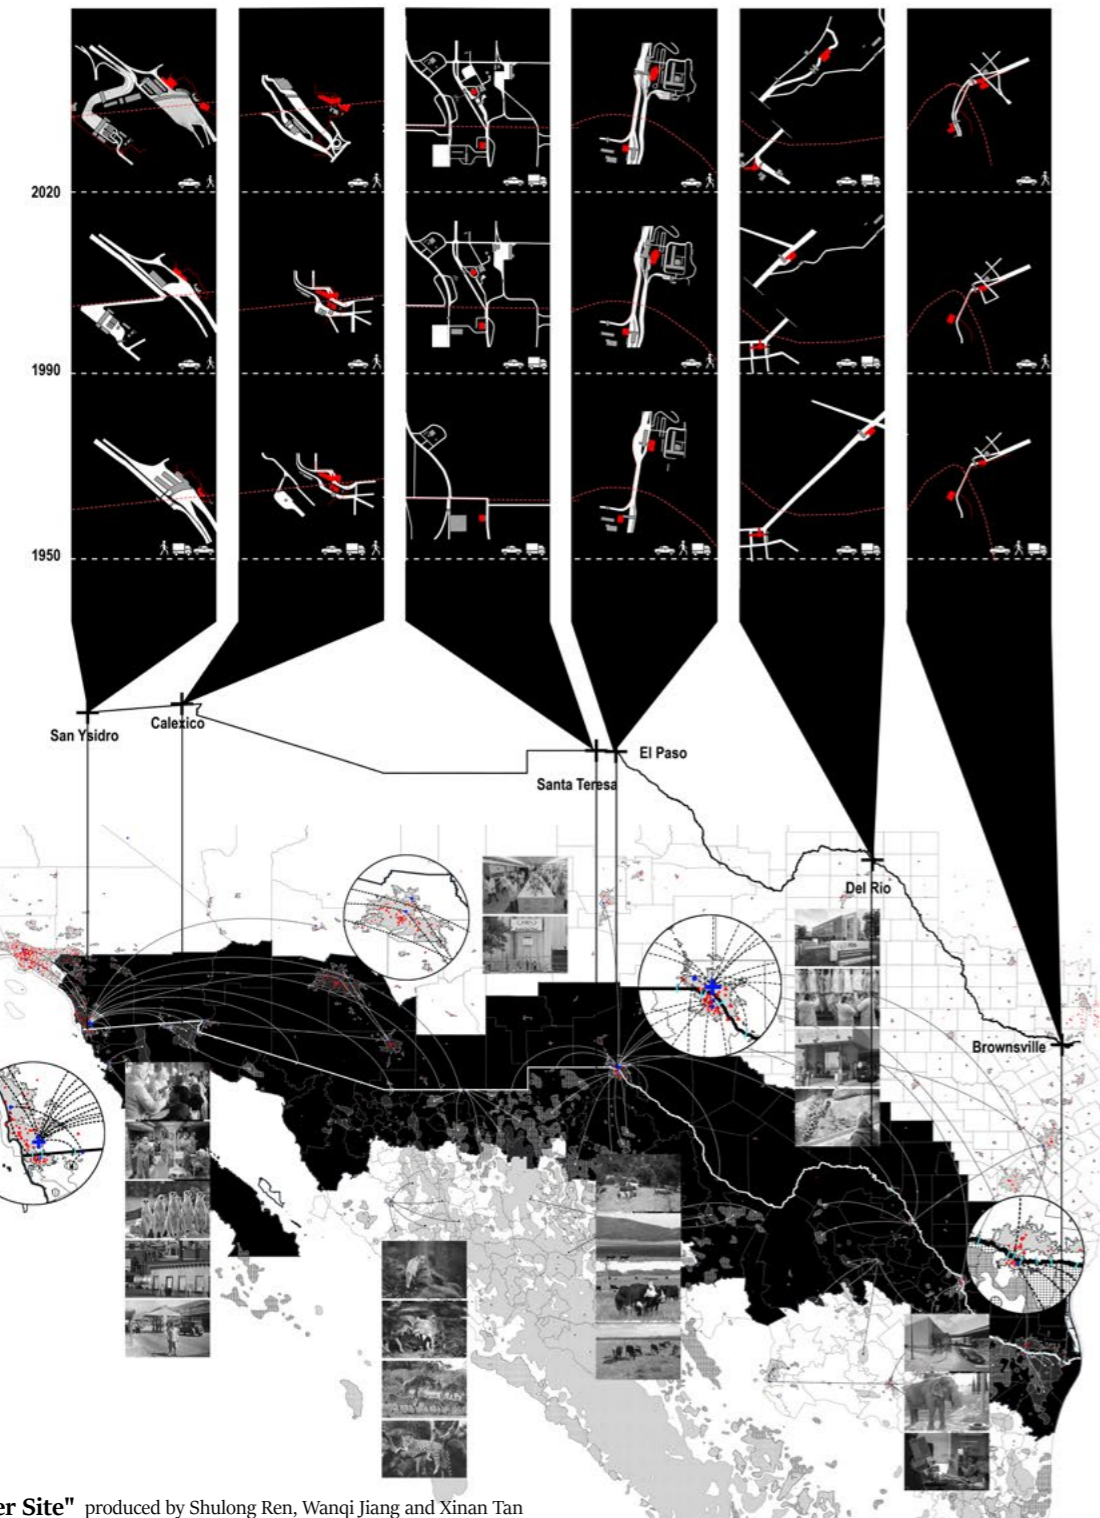 2020
1990
1950
San Ysidro
Calexico
Santa Teresa
El Paso
Del Rio
Brownsville
er Site" produced by Shulong Ren, Wanqi Jiang and Xinan Tan